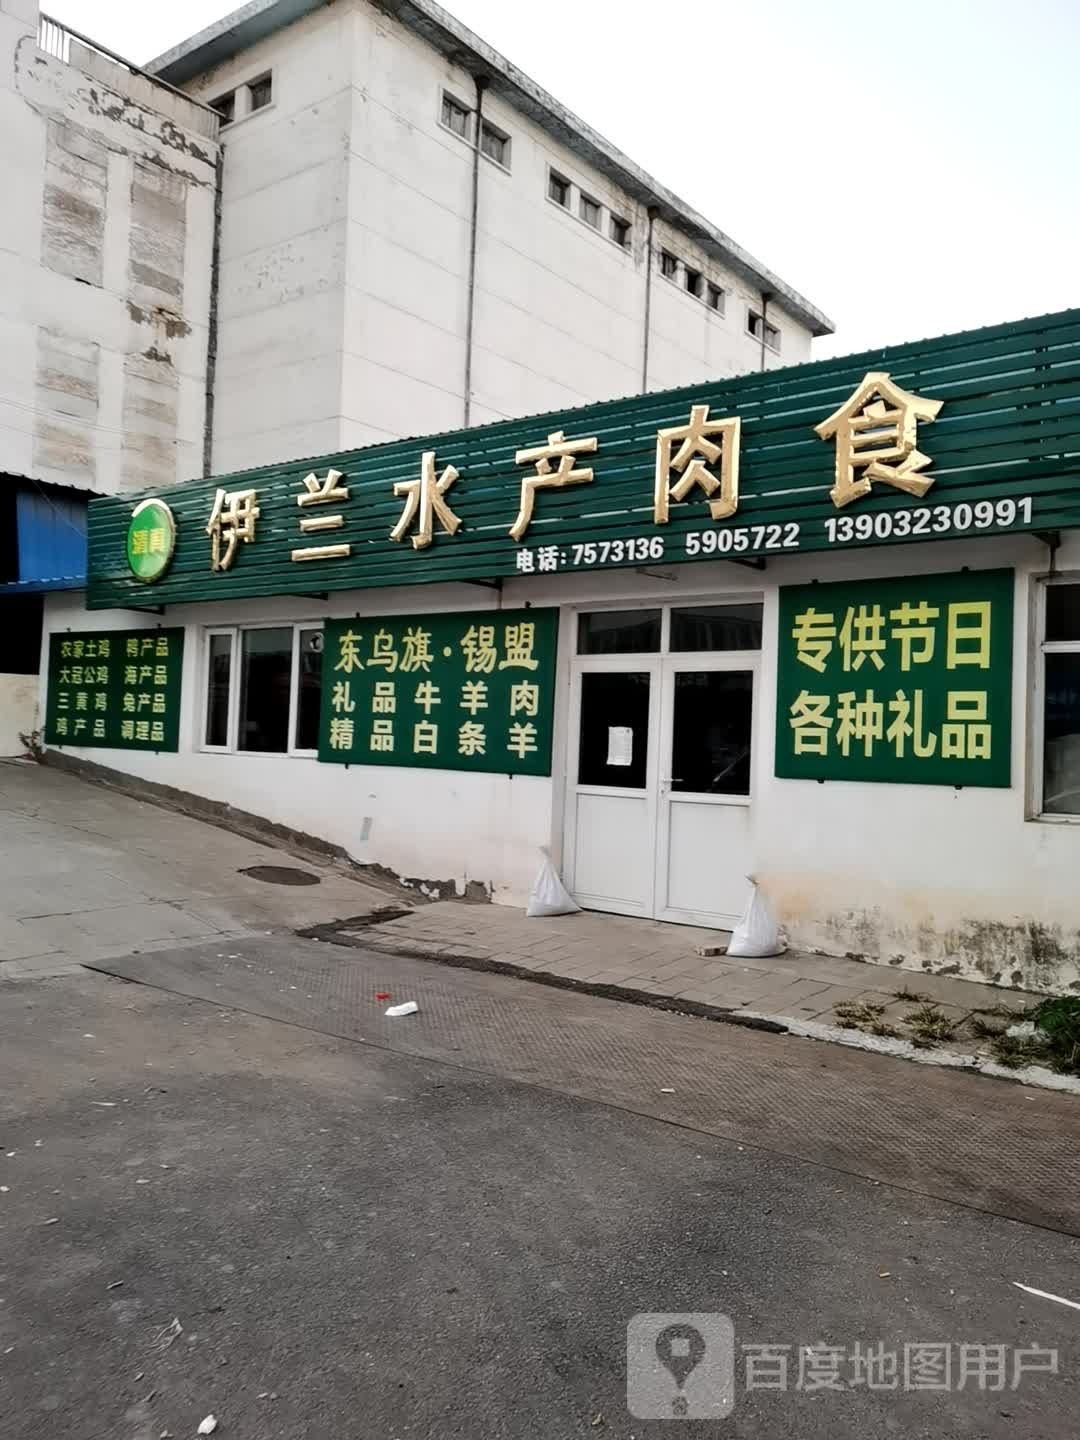 清真
伊兰水产肉食
电话:7573136 5905722 13903230991
农家土鸡 鸭产品
大冠公鸡 海产品
三黄鸡 兔产品
鸡产品 调理品
东乌旗·锡盟
礼品牛羊肉
精品白条羊
专供节日
各种礼品
百度地图用户